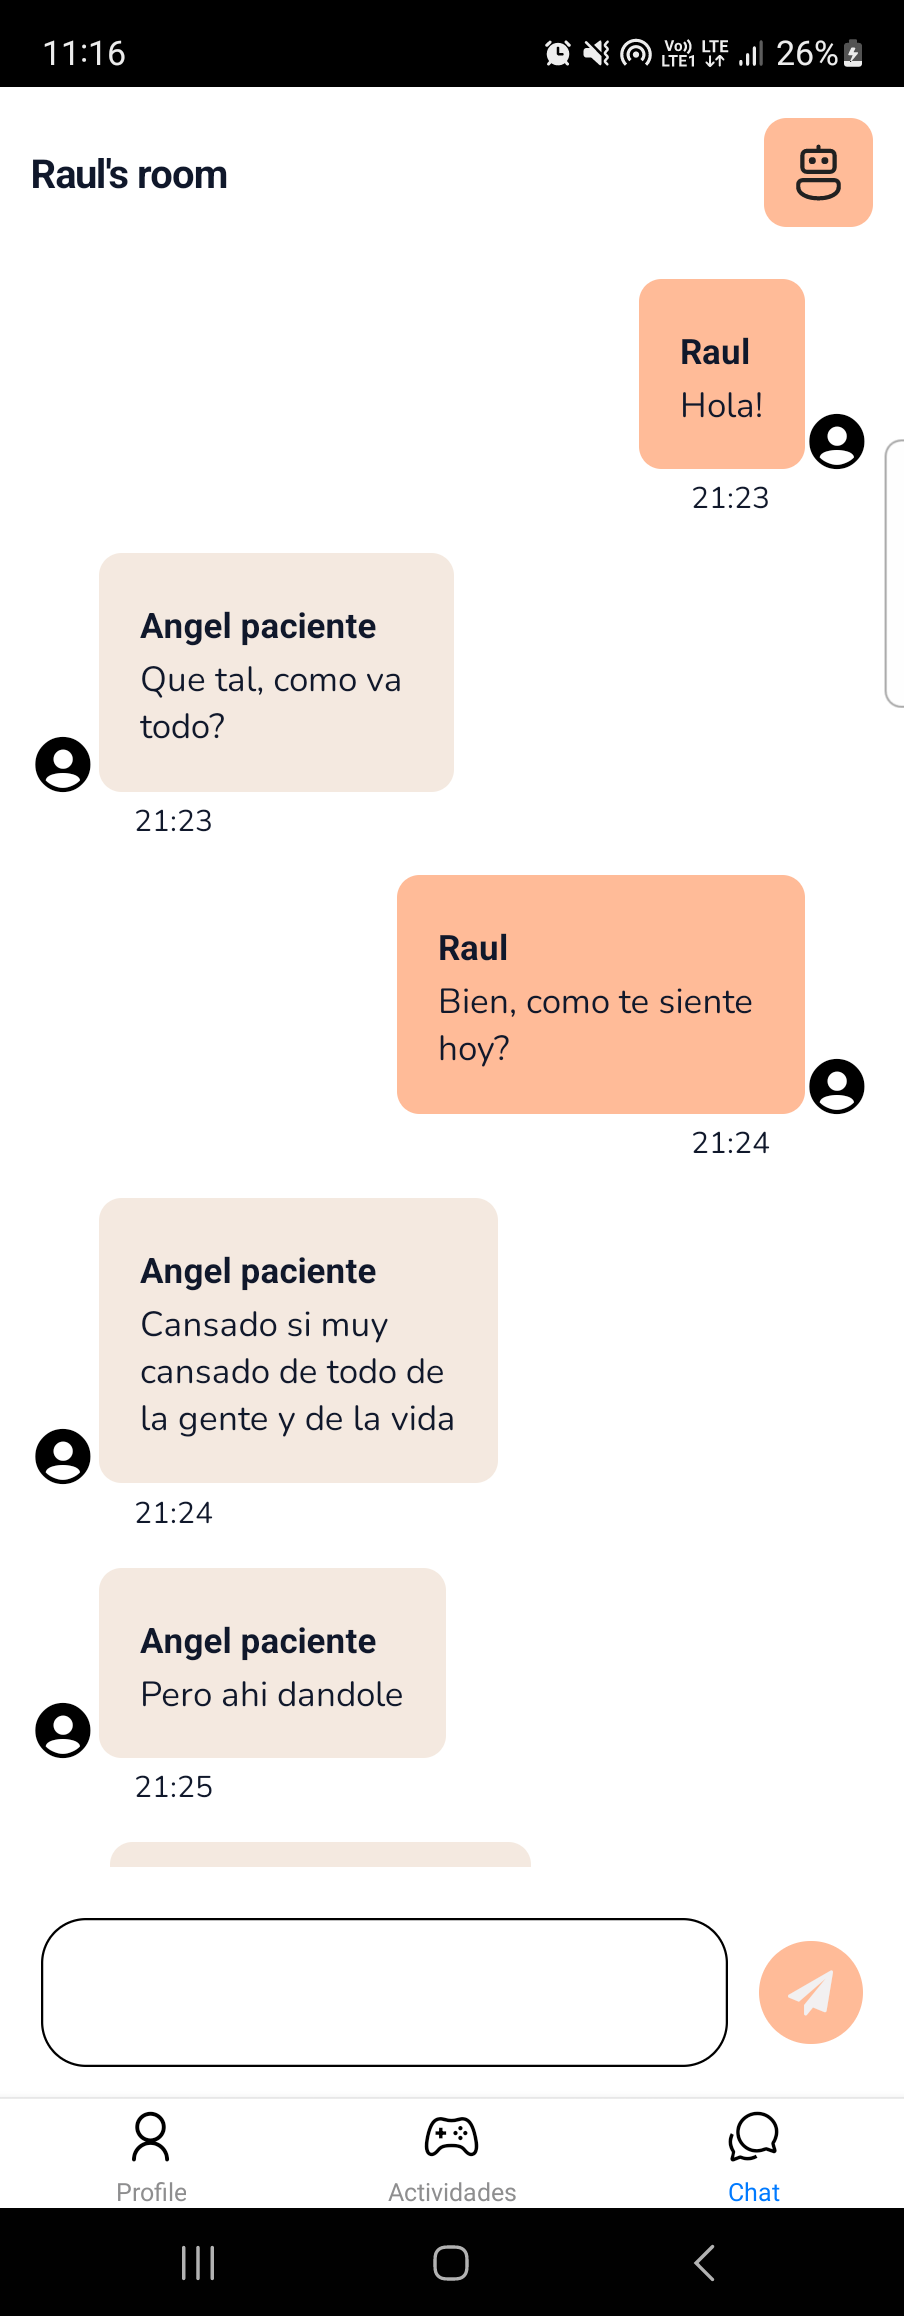 11:16
Vo)) LTE
LTE1
26%
Raul's room
Raul
Hola!
21:23
Angel paciente
Que tal, como va
todo?
21:23
Raul
Bien, como te siente
hoy?
21:24
Angel paciente
Cansado si muy
cansado de todo de
la gente y de la vida
21:24
Angel paciente
Pero ahi dandole
21:25
Profile
Actividades
Chat